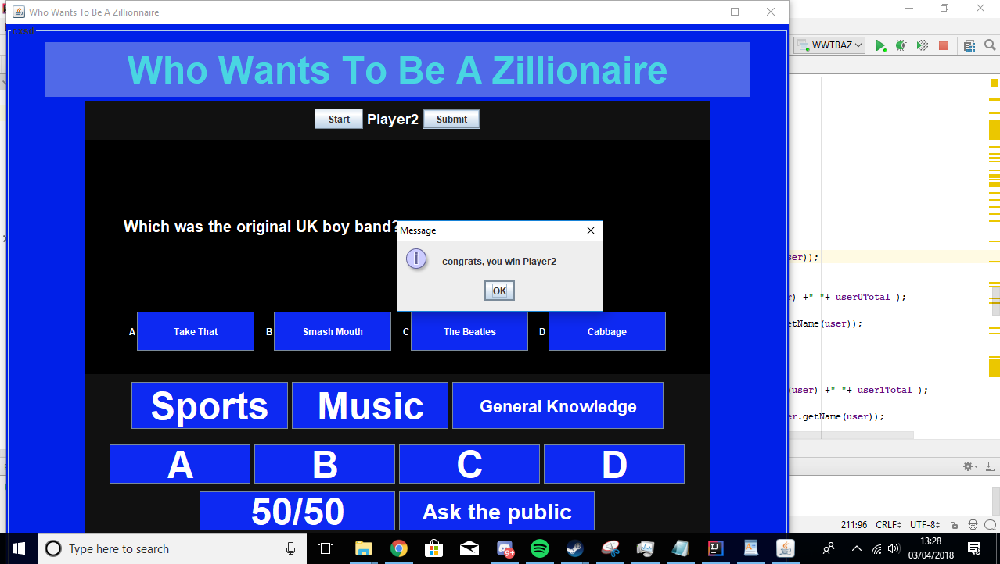 Who Wants To Be A Zillionnaire
WWTBAZ
Who Wants To Be A Zillionaire
Start Player2 Submit
Which was the original UK boy band?
Message
congrats, you win Player2
OK
A Take That B Smash Mouth C The Beatles D Cabbage
Sports Music General Knowledge
A B C D
50/50 Ask the public
ser));
) +" "+ user0Total );
etName(user));
(user) +" "+ user1Total );
er.getName(user));
211:96 CRLF UTF-8
Type here to search
9+
13:28
03/04/2018